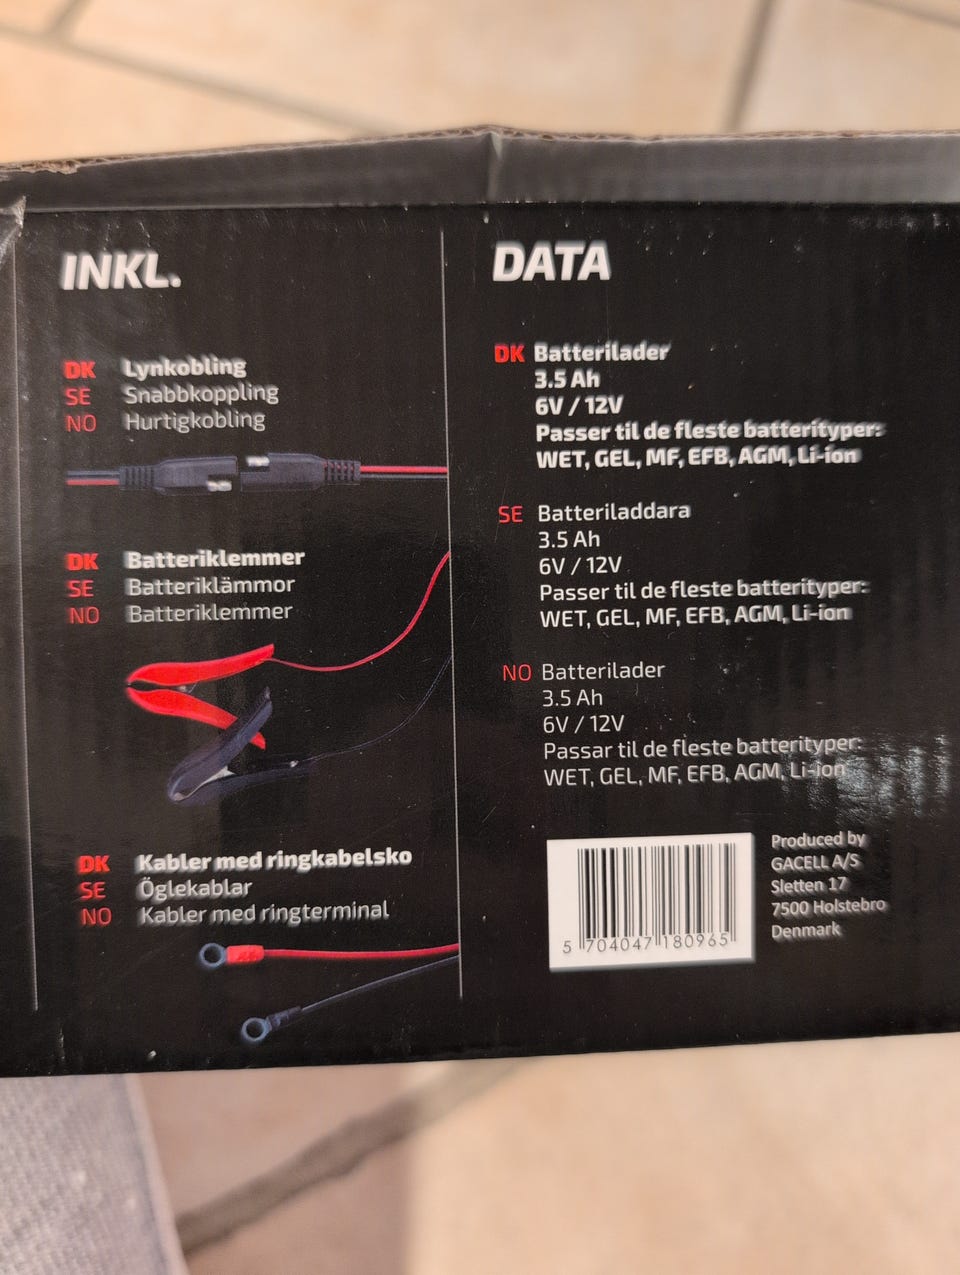 INKL.
DK Lynkobling
SE Snabbkoppling
NO Hurtigkobling
DK Batteriklemmer
SE Batteriklämmor
NO Batteriklemmer
DK Kabler med ringkabelsko
SE Öglekablar
NO Kabler med ringterminal
DATA
DK Batterilader
3.5 Ah
6V / 12V
Passer til de fleste batterityper:
WET, GEL, MF, EFB, AGM, Li-ion
SE Batteriladdara
3.5 Ah
6V / 12V
Passer til de fleste batterityper:
WET, GEL, MF, EFB, AGM, Li-ion
NO Batterilader
3.5 Ah
6V / 12V
Passar til de fleste batterityper:
WET, GEL, MF, EFB, AGM, Li-ion
5 704047 180965
Produced by
GACELL A/S
Sletten 17
7500 Holstebro
Denmark